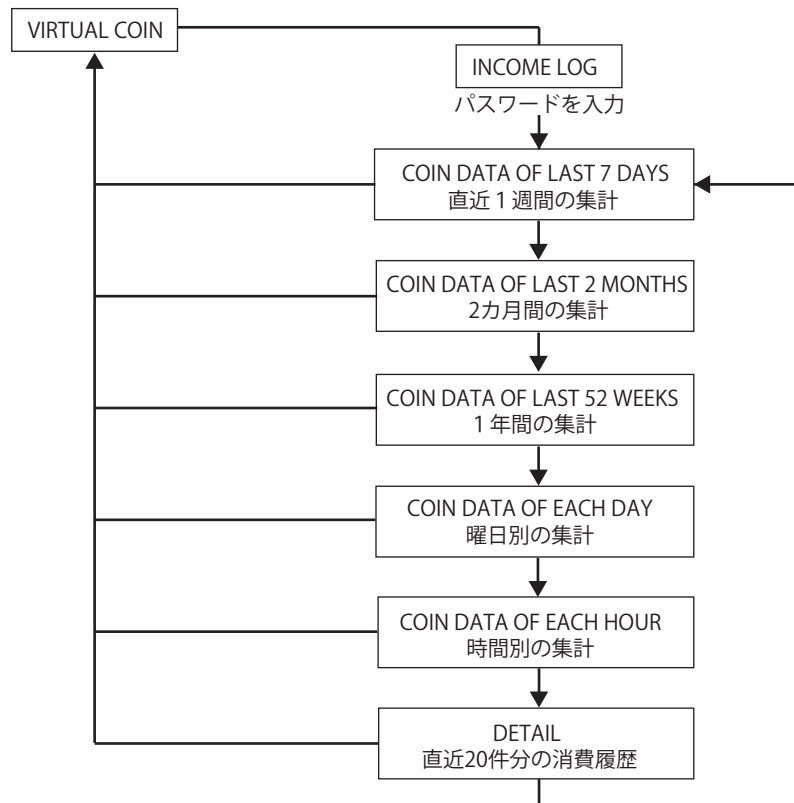 VIRTUAL COIN
INCOME LOG
パスワードを入力
COIN DATA OF LAST 7 DAYS
直近１週間の集計
COIN DATA OF LAST 2 MONTHS
2カ月間の集計
COIN DATA OF LAST 52 WEEKS
１年間の集計
COIN DATA OF EACH DAY
曜日別の集計
COIN DATA OF EACH HOUR
時間別の集計
DETAIL
直近20件分の消費履歴